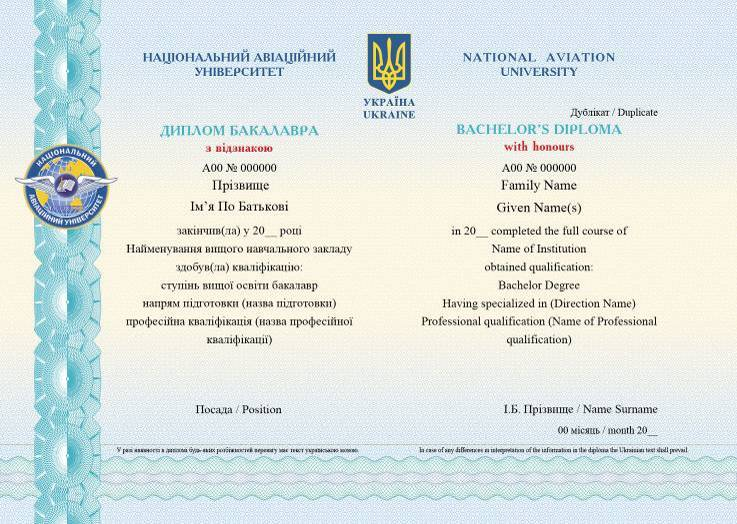 НАЦІОНАЛЬНИЙ АВІАЦІЙНИЙ
УНІВЕРСИТЕТ
УКРАЇНА
UKRAINE
NATIONAL AVIATION
UNIVERSITY
Дублікат / Duplicate
ДИПЛОМ БАКАЛАВРА
з відзнакою
А00 № 000000
Прізвище
Ім’я По Батькові
закінчив(ла) у 20__ році
Найменування вищого навчального закладу
здобув(ла) кваліфікацію:
ступінь вищої освіти бакалавр
напрям підготовки (назва підготовки)
професійна кваліфікація (назва професійної
кваліфікації)
Посада / Position
У разі наявності в дипломі будь-яких розбіжностей перевагу має текст українською мовою.
BACHELOR’S DIPLOMA
with honours
A00 № 000000
Family Name
Given Name(s)
in 20__ completed the full course of
Name of Institution
obtained qualification:
Bachelor Degree
Having specialized in (Direction Name)
Professional qualification (Name of Professional
qualification)
І.Б. Прізвище / Name Surname
00 місяць / month 20__
In case of any differences in interpretation of the information in the diploma the Ukrainian text shall prevail.
НАЦІОНАЛЬНИЙ
АВІАЦІЙНИЙ УНІВЕРСИТЕТ